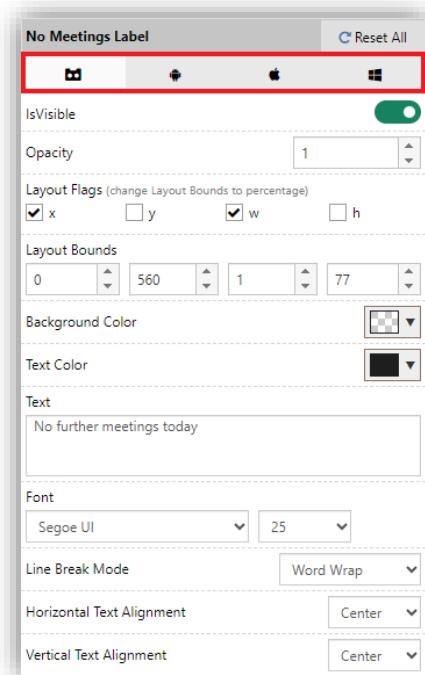 No Meetings Label Reset All
IsVisible
Opacity 1
Layout Flags (change Layout Bounds to percentage)
x y w h
Layout Bounds
0 560 1 77
Background Color
Text Color
Text
No further meetings today
Font
Segoe UI 25
Line Break Mode Word Wrap
Horizontal Text Alignment Center
Vertical Text Alignment Center